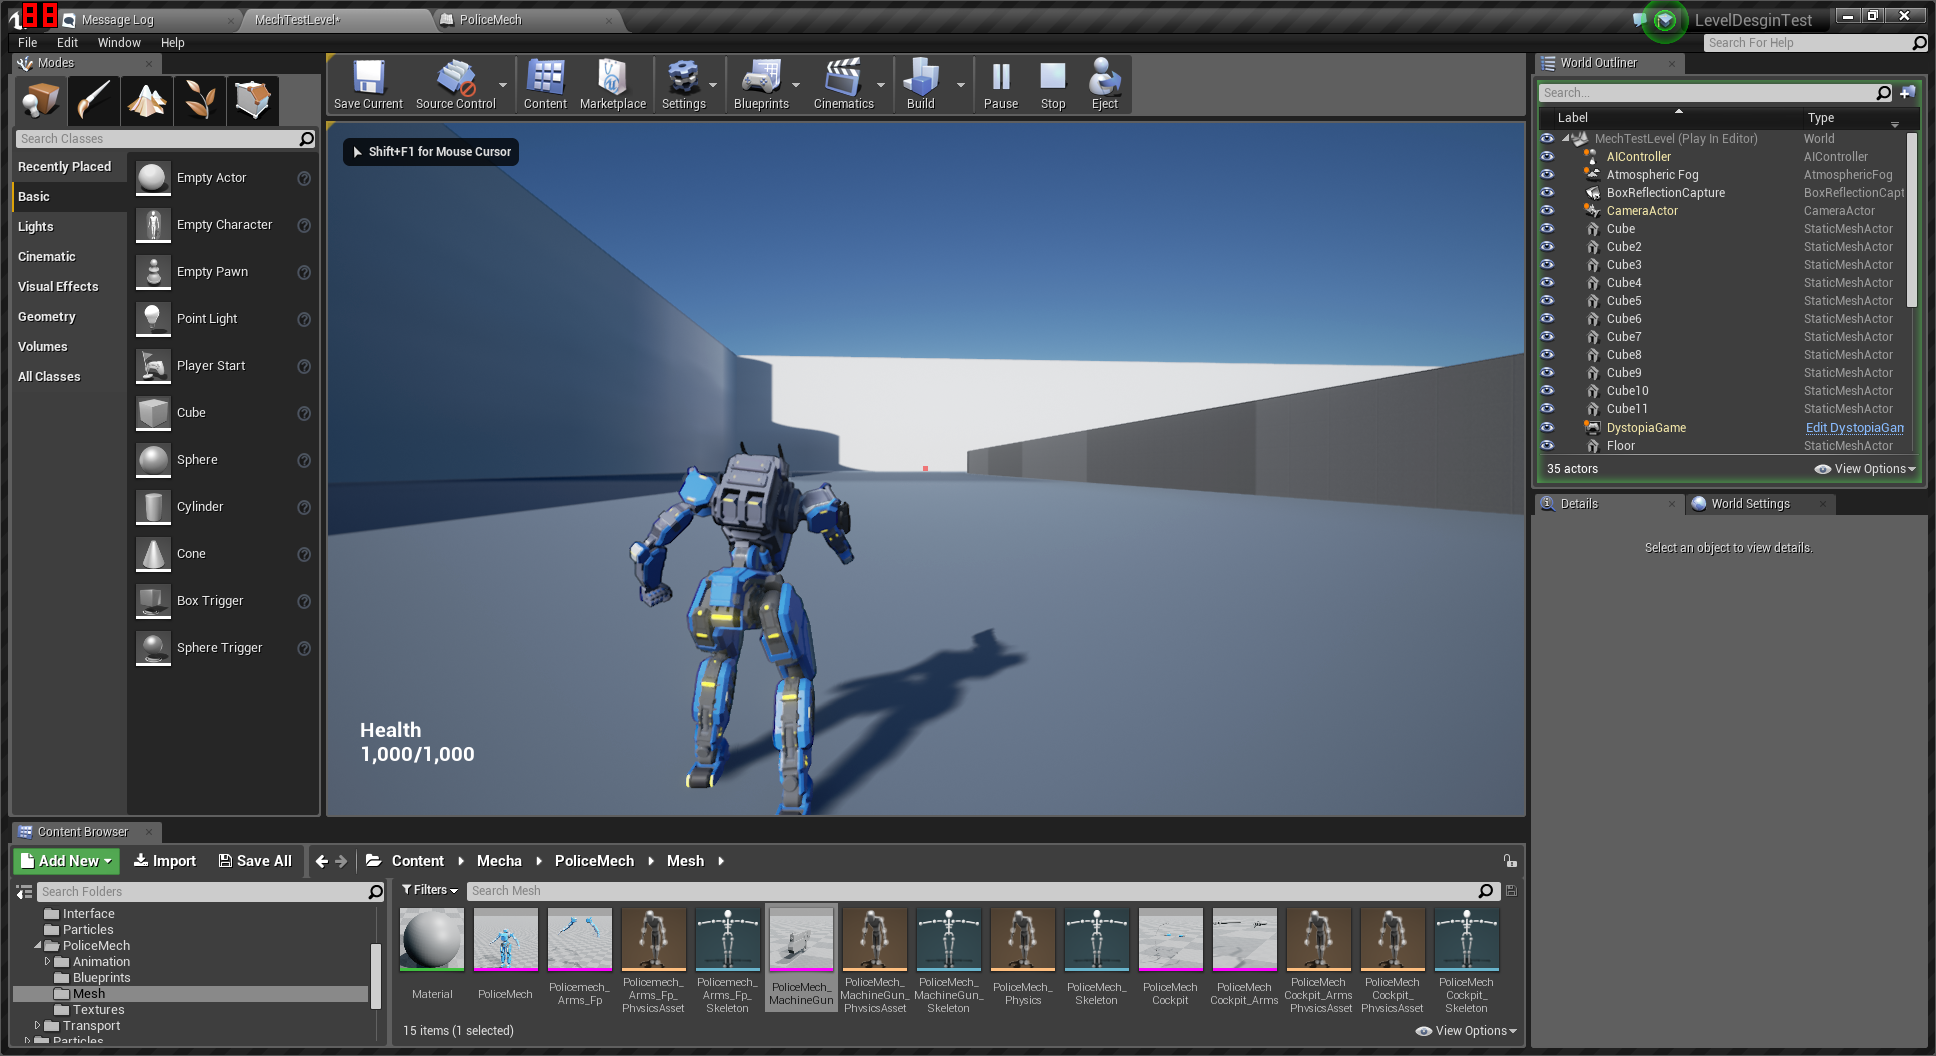 88
Message Log
MechTestLevel*
PoliceMech
LevelDesginTest
File Edit Window Help
Search For Help
Modes
Search Classes
Recently Placed
Basic
Lights
Cinematic
Visual Effects
Geometry
Volumes
All Classes
Empty Actor
Empty Character
Empty Pawn
Point Light
Player Start
Cube
Sphere
Cylinder
Cone
Box Trigger
Sphere Trigger
Save Current
Source Control
Content
Marketplace
Settings
Blueprints
Cinematics
Build
Pause
Stop
Eject
Shift+F1 for Mouse Cursor
Health
1,000/1,000
World Outliner
Search...
Label Type
MechTestLevel (Play In Editor) World
AIController AIController
Atmospheric Fog AtmosphericFog
BoxReflectionCapture BoxReflectionCapt
CameraActor CameraActor
Cube StaticMeshActor
Cube2 StaticMeshActor
Cube3 StaticMeshActor
Cube4 StaticMeshActor
Cube5 StaticMeshActor
Cube6 StaticMeshActor
Cube7 StaticMeshActor
Cube8 StaticMeshActor
Cube9 StaticMeshActor
Cube10 StaticMeshActor
Cube11 StaticMeshActor
DystopiaGame Edit DystopiaGan
Floor StaticMeshActor
35 actors
View Options
Details
World Settings
Select an object to view details.
Content Browser
Add New
Import
Save All
Content Mecha PoliceMech Mesh
Search Folders
Interface
Particles
PoliceMech
Animation
Blueprints
Mesh
Textures
Transport
Particles
Filters
Search Mesh
Material
PoliceMech
Policemech_
Arms_Fp
Policemech_
Arms_Fp_
PhysicsAsset
Policemech_
Arms_Fp_
Skeleton
PoliceMech_
MachineGun
PoliceMech_
MachineGun_
PhysicsAsset
PoliceMech_
MachineGun_
Skeleton
PoliceMech_
Physics
PoliceMech_
Skeleton
PoliceMech
Cockpit
PoliceMech
Cockpit_Arms
PoliceMech
Cockpit_Arms
PhysicsAsset
PoliceMech
Cockpit_
PhysicsAsset
PoliceMech
Cockpit_
Skeleton
15 items (1 selected)
View Options